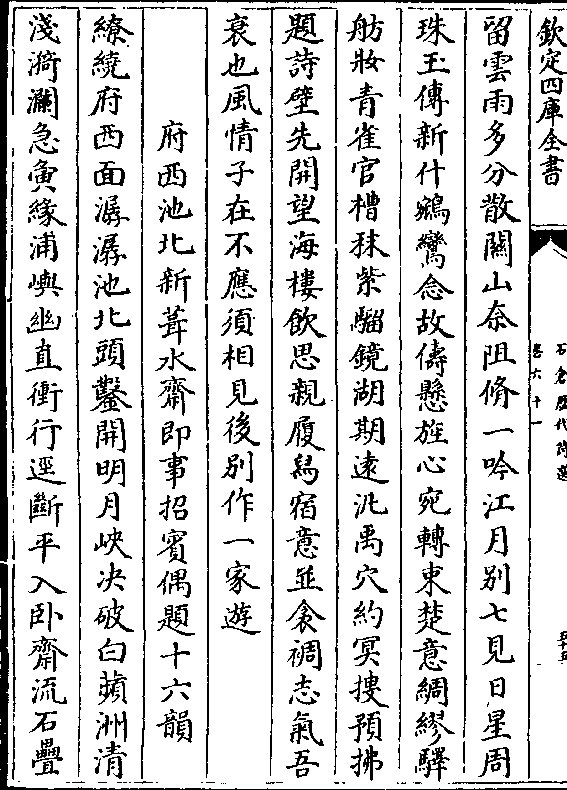 欽定四庫全書
石倉歷代詩選
卷六十一
留雲雨多分散關山奈阻脩一吟江月別七見日星周
珠玉傳新什鵷鸞念故儔懸旌心宛轉束楚意綢繆驛
舫妝青雀官槽秣紫騮鏡湖期遠汎禹穴約冥搜預拂
題詩壁先開望海樓飲思親履舄宿意並衾裯志氣吾
衰也風情子在不應須相見後別作一家遊
府西池北新葺水齋即事招賓偶題十六韻
繚繞府西面潺潺池北頭鑿開明月峽決破白蘋洲清
淺漪瀾急夤緣浦嶼幽直衝行逕斷平入臥齋流石疊